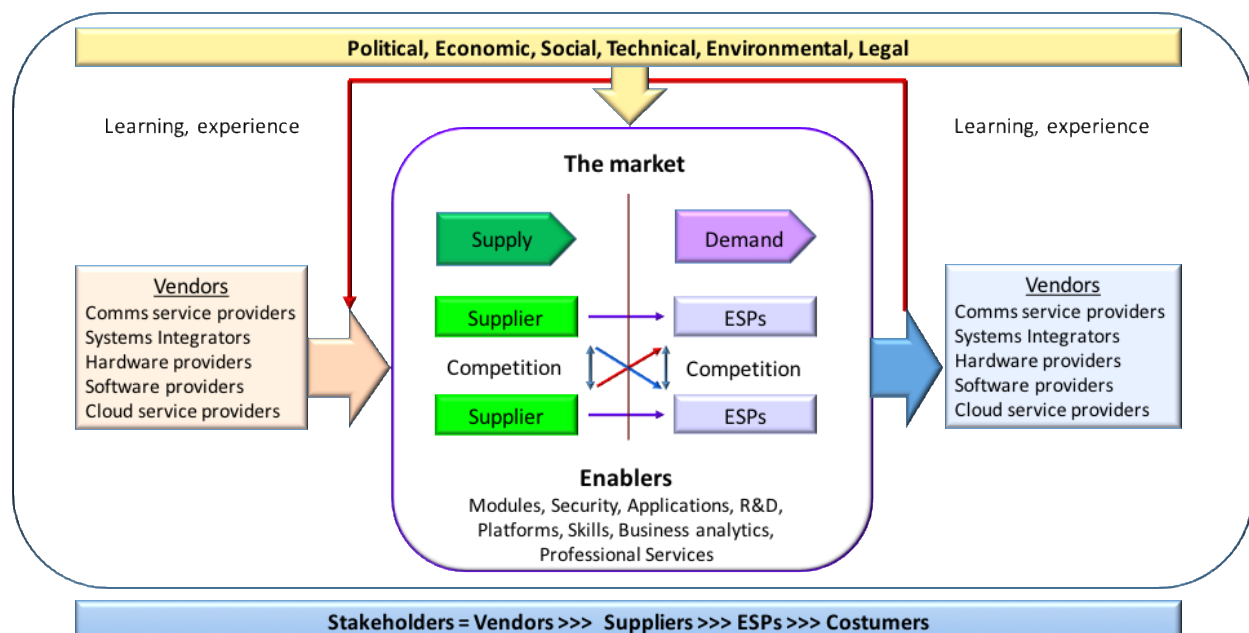 Political, Economic, Social, Technical, Environmental, Legal
Learning, experience
Learning, experience
The market
Supply
Demand
Vendors
Comms service providers
Systems Integrators
Hardware providers
Software providers
Cloud service providers
Supplier
ESPs
Competition
Competition
Supplier
ESPs
Enablers
Modules, Security, Applications, R&D,
Platforms, Skills, Business analytics,
Professional Services
Vendors
Comms service providers
Systems Integrators
Hardware providers
Software providers
Cloud service providers
Stakeholders = Vendors >>> Suppliers >>> ESPs >>> Costumers